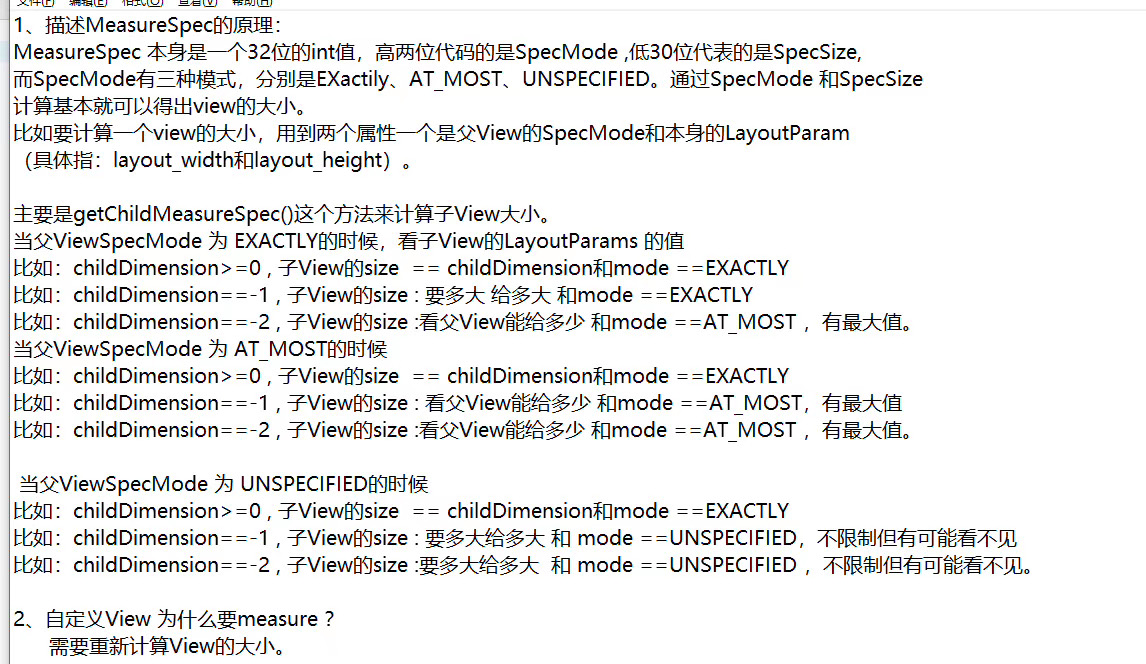 文件(F) 编辑(E) 格式(O) 查看(V) 帮助(H)
1、描述MeasureSpec的原理：
MeasureSpec 本身是一个32位的int值，高两位代码的是SpecMode ,低30位代表的是SpecSize,
而SpecMode有三种模式，分别是EXactily、AT_MOST、UNSPECIFIED。通过SpecMode 和SpecSize
计算基本就可以得出view的大小。
比如要计算一个view的大小，用到两个属性一个是父View的SpecMode和本身的LayoutParam
（具体指：layout_width和layout_height）。
主要是getChildMeasureSpec()这个方法来计算子View大小。
当父ViewSpecMode 为 EXACTLY的时候，看子View的LayoutParams 的值
比如：childDimension>=0 , 子View的size  == childDimension和mode ==EXACTLY
比如：childDimension==-1 , 子View的size : 要多大 给多大 和mode ==EXACTLY
比如：childDimension==-2 , 子View的size :看父View能给多少 和mode ==AT_MOST ，有最大值。
当父ViewSpecMode 为 AT_MOST的时候
比如：childDimension>=0 , 子View的size  == childDimension和mode ==EXACTLY
比如：childDimension==-1 , 子View的size : 看父View能给多少 和mode ==AT_MOST，有最大值
比如：childDimension==-2 , 子View的size :看父View能给多少 和mode ==AT_MOST ，有最大值。
当父ViewSpecMode 为 UNSPECIFIED的时候
比如：childDimension>=0 , 子View的size  == childDimension和mode ==EXACTLY
比如：childDimension==-1 , 子View的size : 要多大给多大 和 mode ==UNSPECIFIED，不限制但有可能看不见
比如：childDimension==-2 , 子View的size :要多大给多大  和 mode ==UNSPECIFIED ，不限制但有可能看不见。
2、自定义View 为什么要measure ?
需要重新计算View的大小。